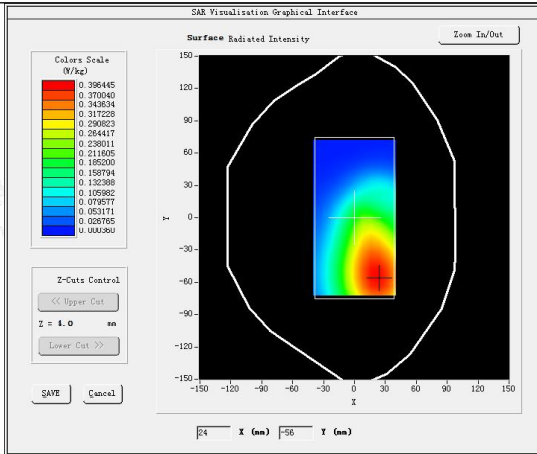 SAR Visualisation Graphical Interface
Surface Radiated Intensity
Zoom In/Out
Colors Scale
(W/kg)
0.396445
0.370040
0.343634
0.317228
0.290823
0.264417
0.238011
0.211605
0.185200
0.158794
0.132388
0.105982
0.079577
0.053171
0.026765
0.000360
Z-Cuts Control
<< Upper Cut
Z = 4.0 mm
Lower Cut >>
SAVE Cancel
150
120
90
60
30
0
-30
-60
-90
-120
-150
Y
-150 -120 -90 -60 -30 0 30 60 90 120 150
X
24 X (mm) -56 Y (mm)